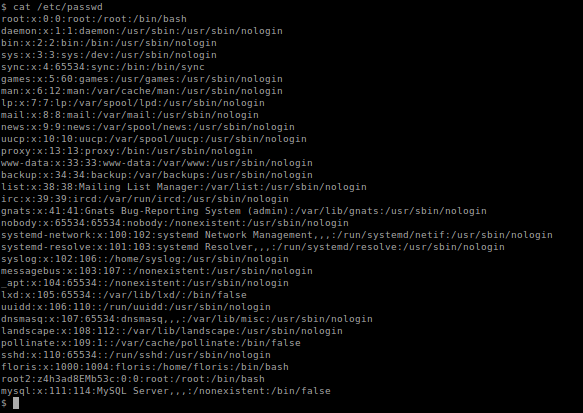 $ cat /etc/passwd
root:x:0:0:root:/root:/bin/bash
daemon:x:1:1:daemon:/usr/sbin:/usr/sbin/nologin
bin:x:2:2:bin:/bin:/usr/sbin/nologin
sys:x:3:3:sys:/dev:/usr/sbin/nologin
sync:x:4:65534:sync:/bin:/bin/sync
games:x:5:60:games:/usr/games:/usr/sbin/nologin
man:x:6:12:man:/var/cache/man:/usr/sbin/nologin
lp:x:7:7:lp:/var/spool/lpd:/usr/sbin/nologin
mail:x:8:8:mail:/var/mail:/usr/sbin/nologin
news:x:9:9:news:/var/spool/news:/usr/sbin/nologin
uucp:x:10:10:uucp:/var/spool/uucp:/usr/sbin/nologin
proxy:x:13:13:proxy:/bin:/usr/sbin/nologin
www-data:x:33:33:www-data:/var/www:/usr/sbin/nologin
backup:x:34:34:backup:/var/backups:/usr/sbin/nologin
list:x:38:38:Mailing List Manager:/var/list:/usr/sbin/nologin
irc:x:39:39:ircd:/var/run/ircd:/usr/sbin/nologin
gnats:x:41:41:Gnats Bug-Reporting System (admin):/var/lib/gnats:/usr/sbin/nologin
nobody:x:65534:65534:nobody:/nonexistent:/usr/sbin/nologin
systemd-network:x:100:102:systemd Network Management,,,:/run/systemd/netif:/usr/sbin/nologin
systemd-resolve:x:101:103:systemd Resolver,,,:/run/systemd/resolve:/usr/sbin/nologin
syslog:x:102:106::/home/syslog:/usr/sbin/nologin
messagebus:x:103:107::/nonexistent:/usr/sbin/nologin
_apt:x:104:65534::/nonexistent:/usr/sbin/nologin
lxd:x:105:65534::/var/lib/lxd/:/bin/false
uuidd:x:106:110::/run/uuidd:/usr/sbin/nologin
dnsmasq:x:107:65534:dnsmasq,,,:/var/lib/misc:/usr/sbin/nologin
landscape:x:108:112::/var/lib/landscape:/usr/sbin/nologin
pollinate:x:109:1::/var/cache/pollinate:/bin/false
sshd:x:110:65534::/run/sshd:/usr/sbin/nologin
floris:x:1000:1004:floris:/home/floris:/bin/bash
root2:z4h3ad8EMb53c:0:0:root:/root:/bin/bash
mysql:x:111:114:MySQL Server,,,:/nonexistent:/bin/false
$